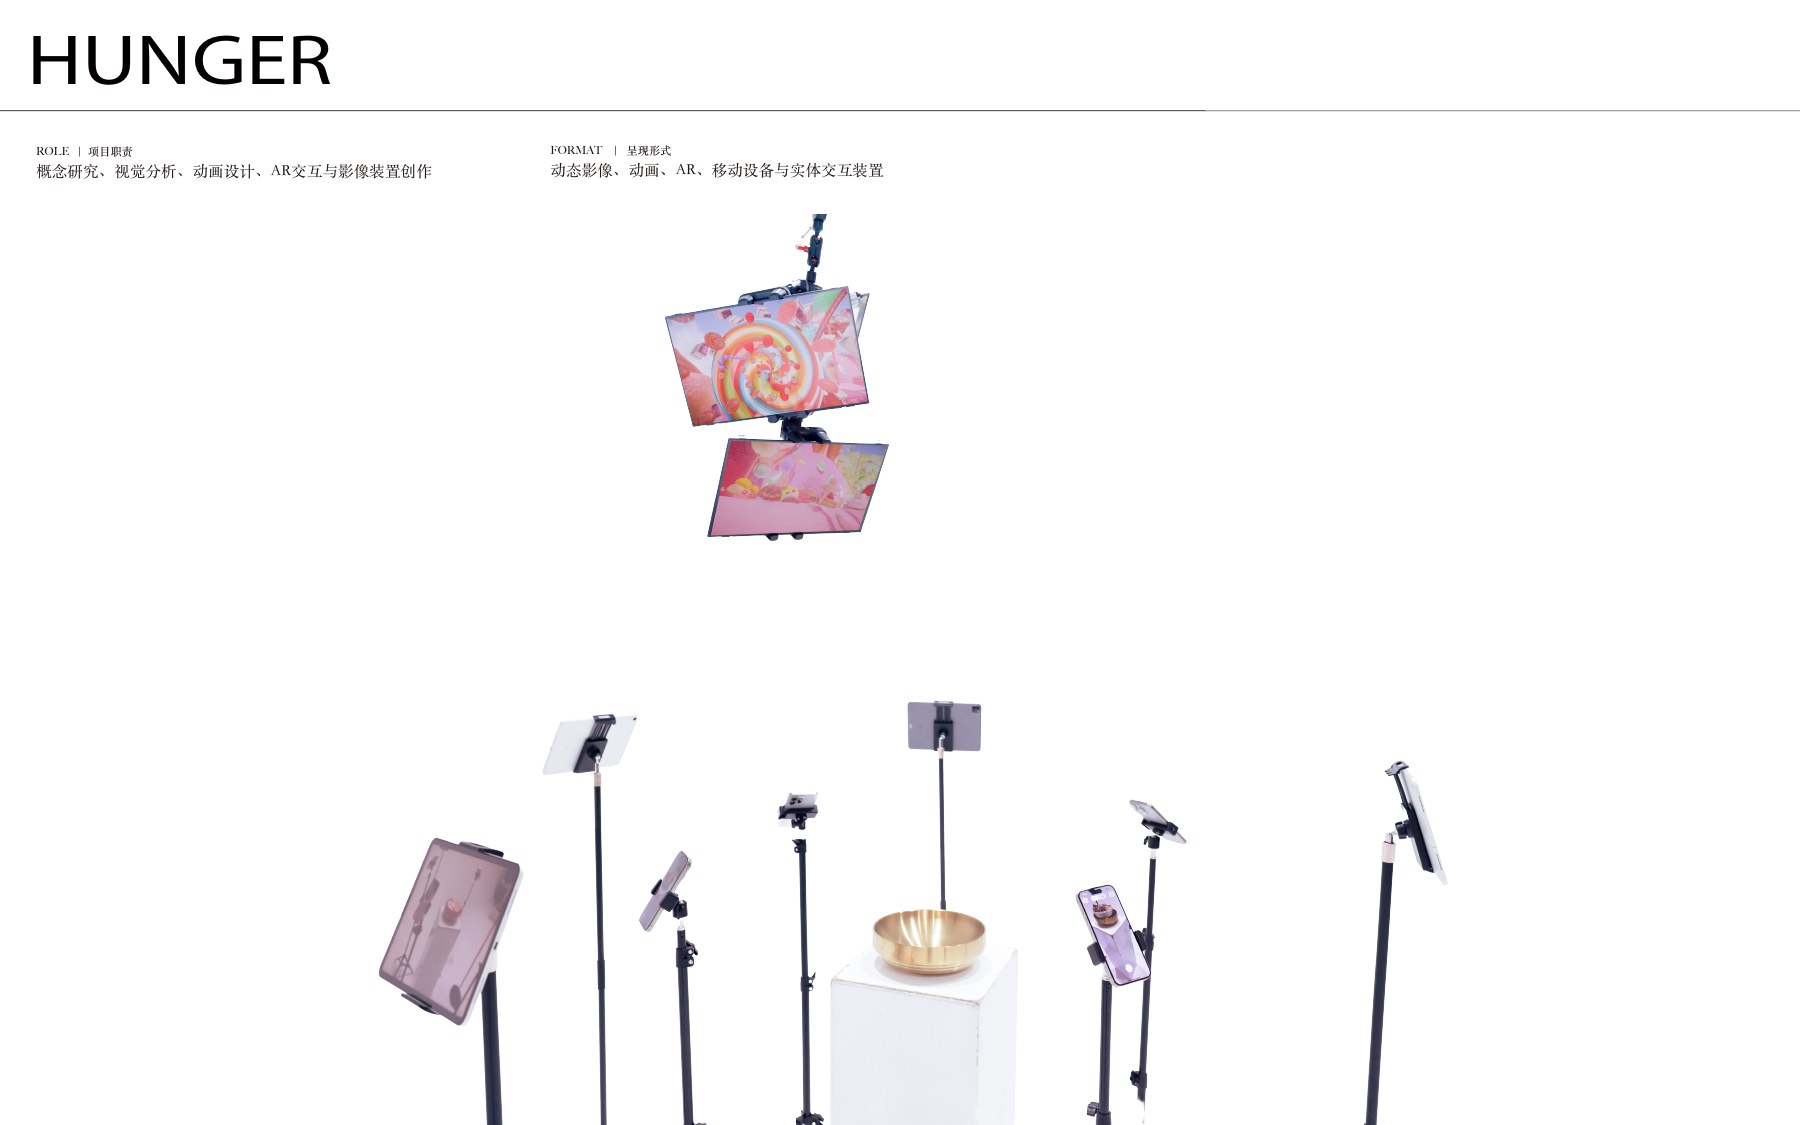 HUNGER
ROLE | 项目职责
概念研究、视觉分析、动画设计、AR交互与影像装置创作
FORMAT | 呈现形式
动态影像、动画、AR、移动设备与实体交互装置